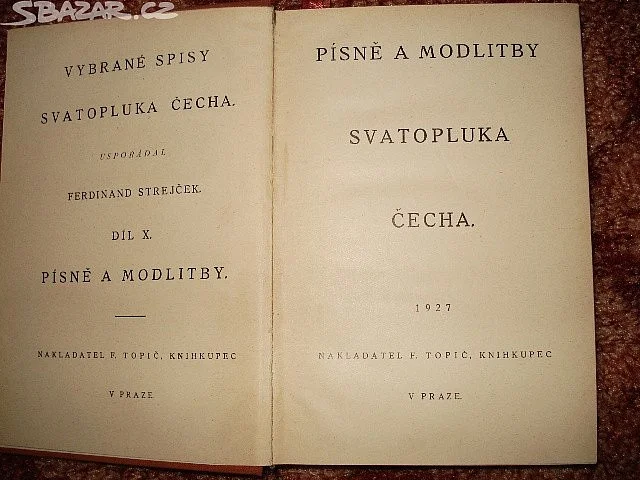 SBAZAR.CZ
VYBRANÉ SPISY
SVATOPLUKA ČECHA.
USPOŘÁDAL
FERDINAND STREJČEK.
DÍL X.
PÍSNĚ A MODLITBY.
NAKLADATEL F. TOPIČ, KNIHKUPEC
V PRAZE.
PÍSNĚ A MODLITBY
SVATOPLUKA
ČECHA.
1927
NAKLADATEL F. TOPIČ, KNIHKUPEC
V PRAZE.